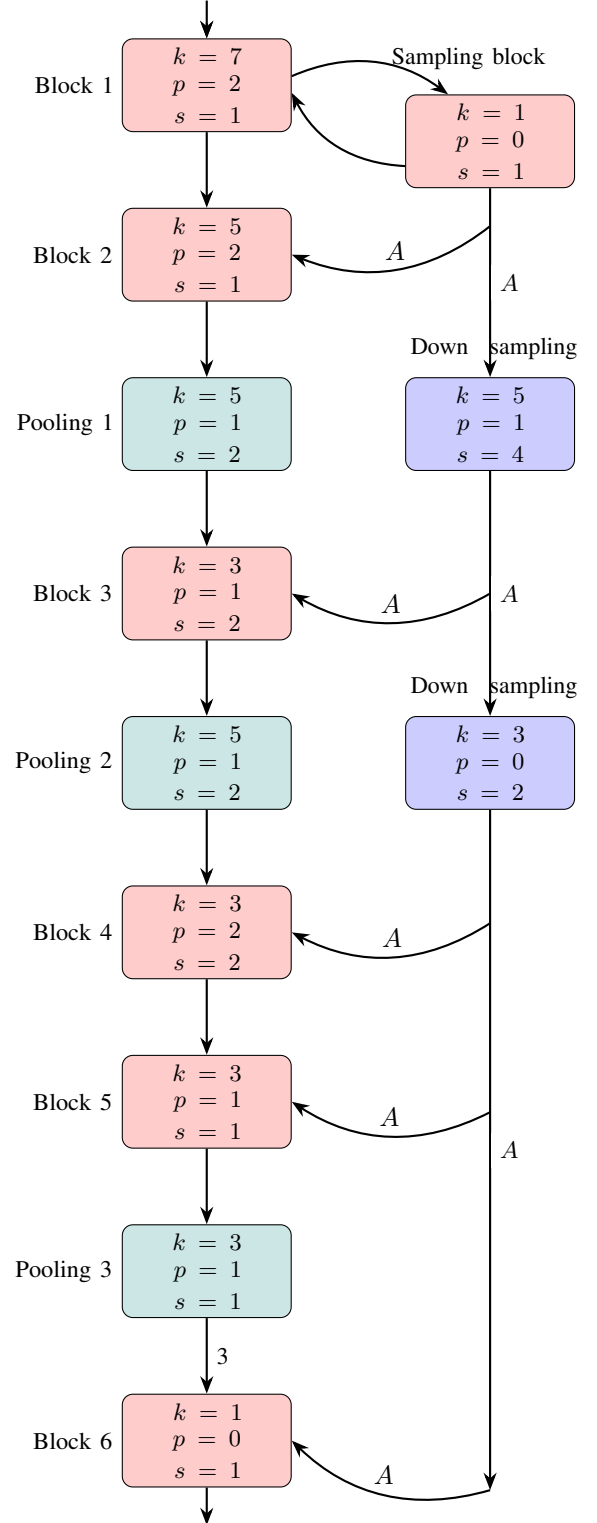 Sampling block
Block 1
k = 7
p = 2
s = 1
k = 1
p = 0
s = 1
Block 2
k = 5
p = 2
s = 1
A
A
Down sampling
Pooling 1
k = 5
p = 1
s = 2
k = 5
p = 1
s = 4
Block 3
k = 3
p = 1
s = 2
A
A
Down sampling
Pooling 2
k = 5
p = 1
s = 2
k = 3
p = 0
s = 2
Block 4
k = 3
p = 2
s = 2
A
Block 5
k = 3
p = 1
s = 1
A
A
Pooling 3
k = 3
p = 1
s = 1
3
Block 6
k = 1
p = 0
s = 1
A